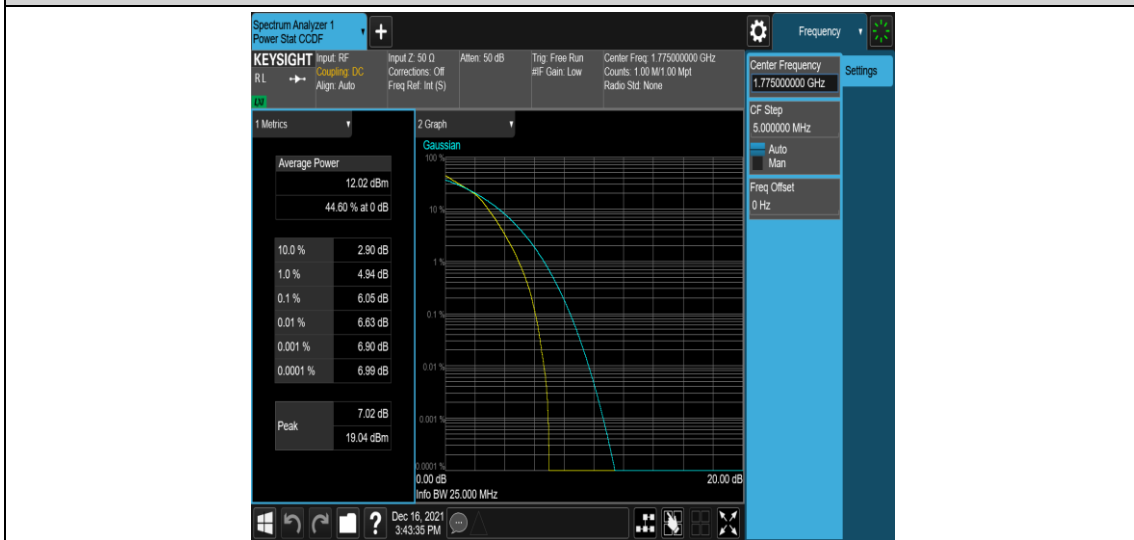 Spectrum Analyzer 1
Power Stat CCDF
+
Frequency
KEYSIGHT
RL
Input: RF
Coupling: DC
Align: Auto
Input Z: 50 Ω
Corrections: Off
Freq Ref: Int (S)
Atten: 50 dB
Trig: Free Run
#IF Gain: Low
Center Freq: 1.775000000 GHz
Counts: 1.00 M/1.00 Mpt
Radio Std: None
Center Frequency
1.775000000 GHz
Settings
CF Step
5.000000 MHz
Auto
Man
Freq Offset
0 Hz
1 Metrics
Average Power
12.02 dBm
44.60 % at 0 dB
10.0 % 2.90 dB
1.0 % 4.94 dB
0.1 % 6.05 dB
0.01 % 6.63 dB
0.001 % 6.90 dB
0.0001 % 6.99 dB
Peak
7.02 dB
19.04 dBm
2 Graph
Gaussian
100 %
10 %
1 %
0.1 %
0.01 %
0.001 %
0.0001 %
0.00 dB 20.00 dB
Info BW 25.000 MHz
?
Dec 16, 2021
3:43:35 PM